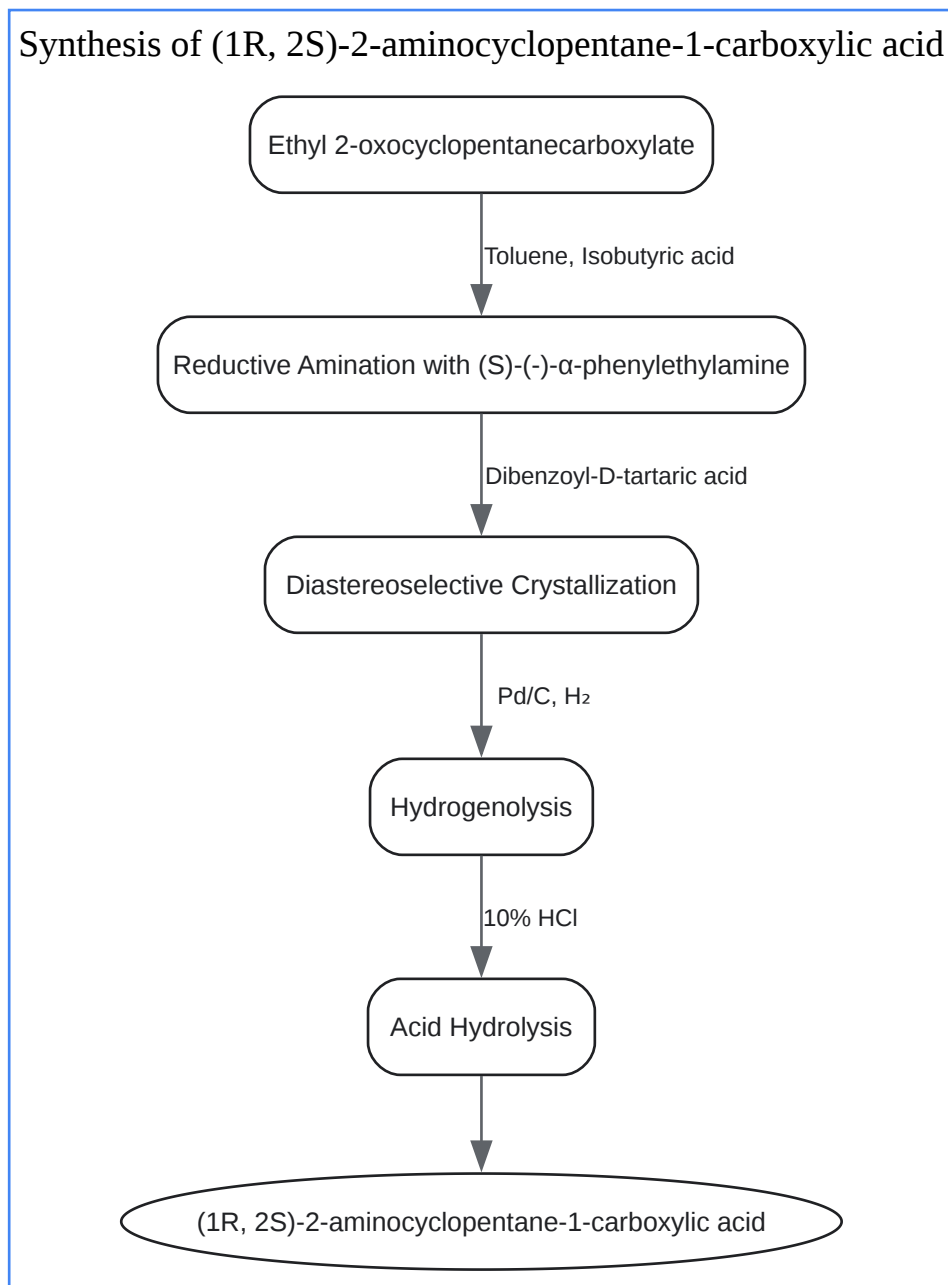 Synthesis of (1R, 2S)-2-aminocyclopentane-1-carboxylic acid
Ethyl 2-oxocyclopentanecarboxylate
Toluene, Isobutyric acid
Reductive Amination with (S)-(-)-α-phenylethylamine
Dibenzoyl-D-tartaric acid
Diastereoselective Crystallization
Pd/C, H₂
Hydrogenolysis
10% HCl
Acid Hydrolysis
(1R, 2S)-2-aminocyclopentane-1-carboxylic acid